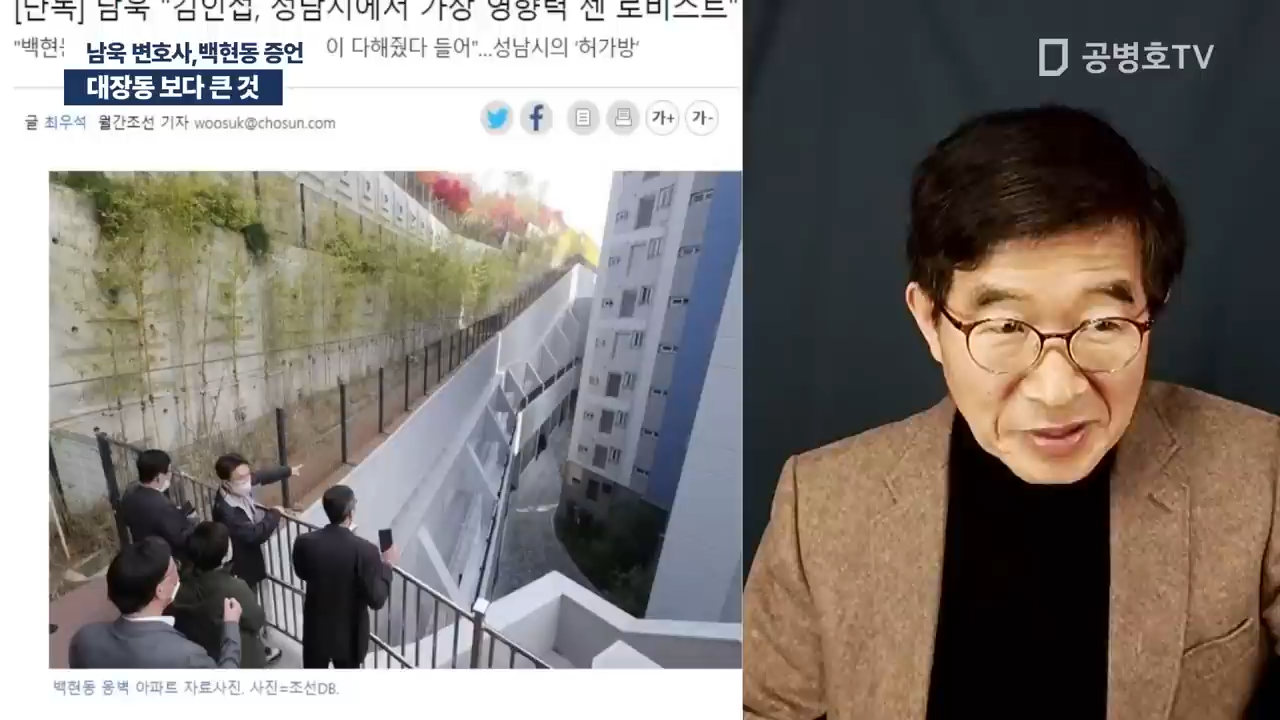 [단독] 남욱 "김인섭, 성남시에서 가장 영향력 센 로비스트"
"백현 이 다해줬다 들어"...성남시의 '허가방'
남욱 변호사,백현동 증언
대장동 보다 큰 것
공병호TV
글 최우석 월간조선 기자 woosuk@chosun.com
가+ 가-
백현동 옹벽 아파트 자료사진. 사진=조선DB.